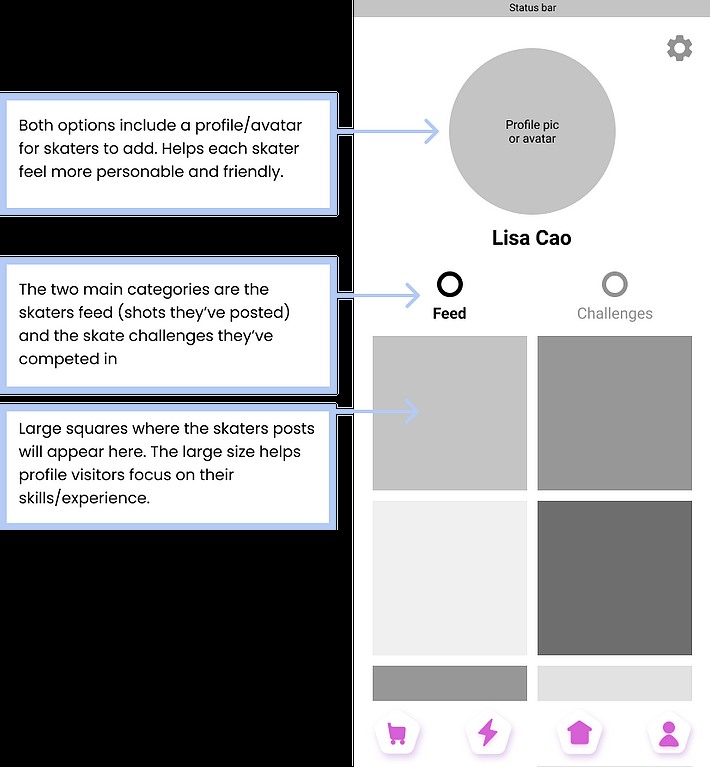 Status bar
Both options include a profile/avatar
for skaters to add. Helps each skater
feel more personable and friendly.
Profile pic
or avatar
Lisa Cao
The two main categories are the
skaters feed (shots they’ve posted)
and the skate challenges they’ve
competed in
Feed
Challenges
Large squares where the skaters posts
will appear here. The large size helps
profile visitors focus on their
skills/experience.